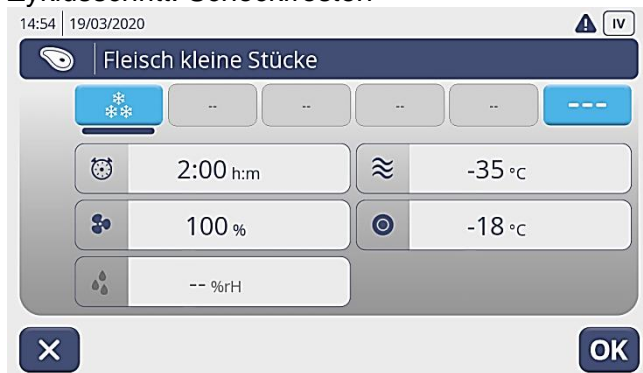 14:54 19/03/2020 IV
Fleisch kleine Stücke
-- -- -- -- ---
2:00 h:m -35 °C
100 % -18 °C
-- %rH
OK